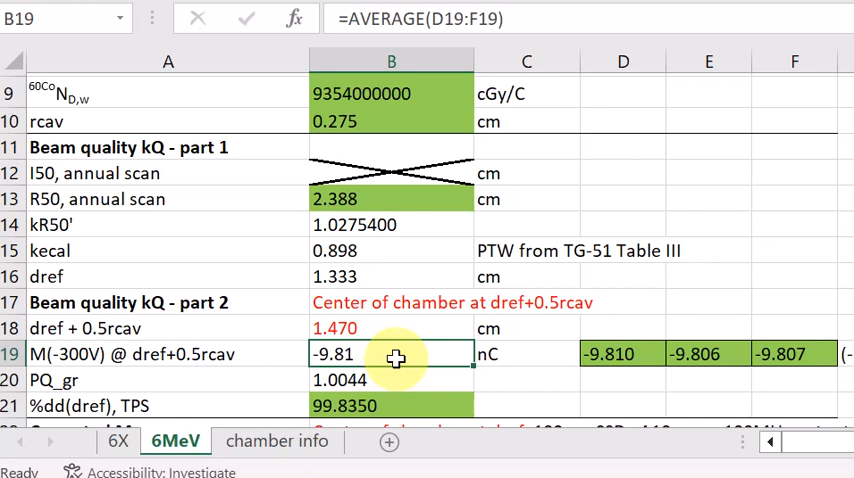 B19 fx =AVERAGE(D19:F19)
A B C D E F
9 60CoND,w 9354000000 cGy/C
10 rcav 0.275 cm
11 Beam quality kQ - part 1
12 I50, annual scan cm
13 R50, annual scan 2.388 cm
14 kR50' 1.0275400
15 kecal 0.898 PTW from TG-51 Table III
16 dref 1.333 cm
17 Beam quality kQ - part 2 Center of chamber at dref+0.5rcav
18 dref + 0.5rcav 1.470 cm
19 M(-300V) @ dref+0.5rcav -9.81 nC -9.810 -9.806 -9.807 (-
20 PQ_gr 1.0044
21 %dd(dref), TPS 99.8350
6X 6MeV chamber info
Ready Accessibility: Investigate